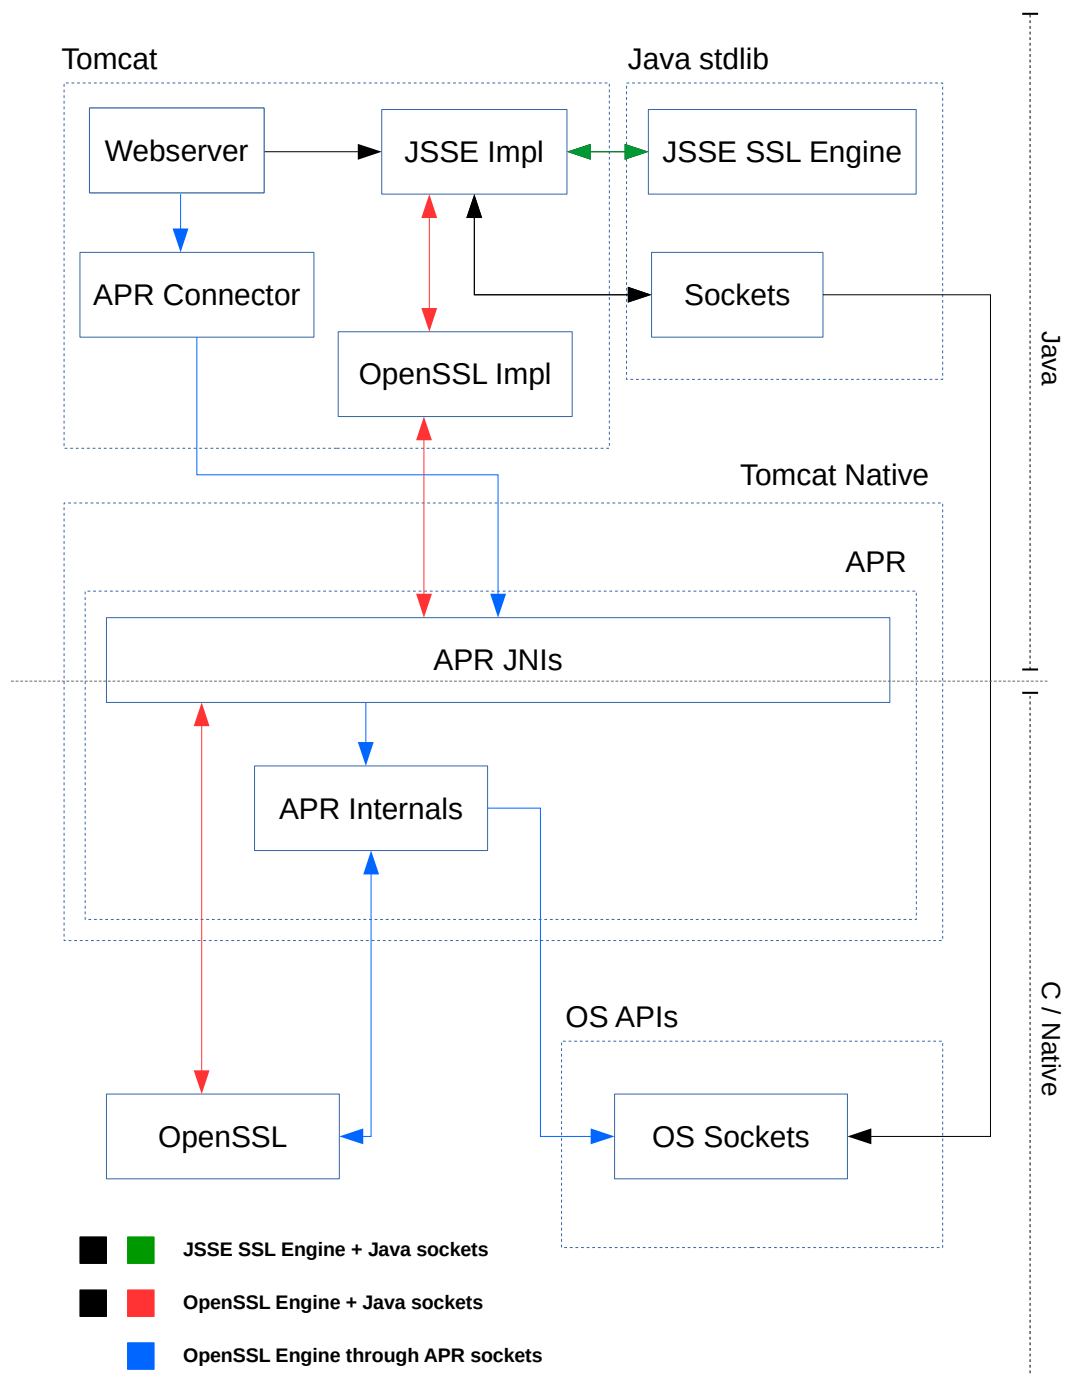 Tomcat
Java stdlib
Webserver
JSSE Impl
JSSE SSL Engine
APR Connector
Sockets
OpenSSL Impl
Java
Tomcat Native
APR
APR JNIs
APR Internals
OS APIs
C / Native
OpenSSL
OS Sockets
JSSE SSL Engine + Java sockets
OpenSSL Engine + Java sockets
OpenSSL Engine through APR sockets